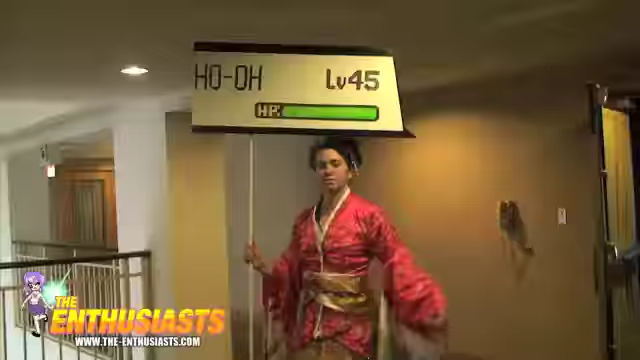 HO-OH Lv45
HP:
THE
ENTHUSIASTS
WWW.THE-ENTHUSIASTS.COM